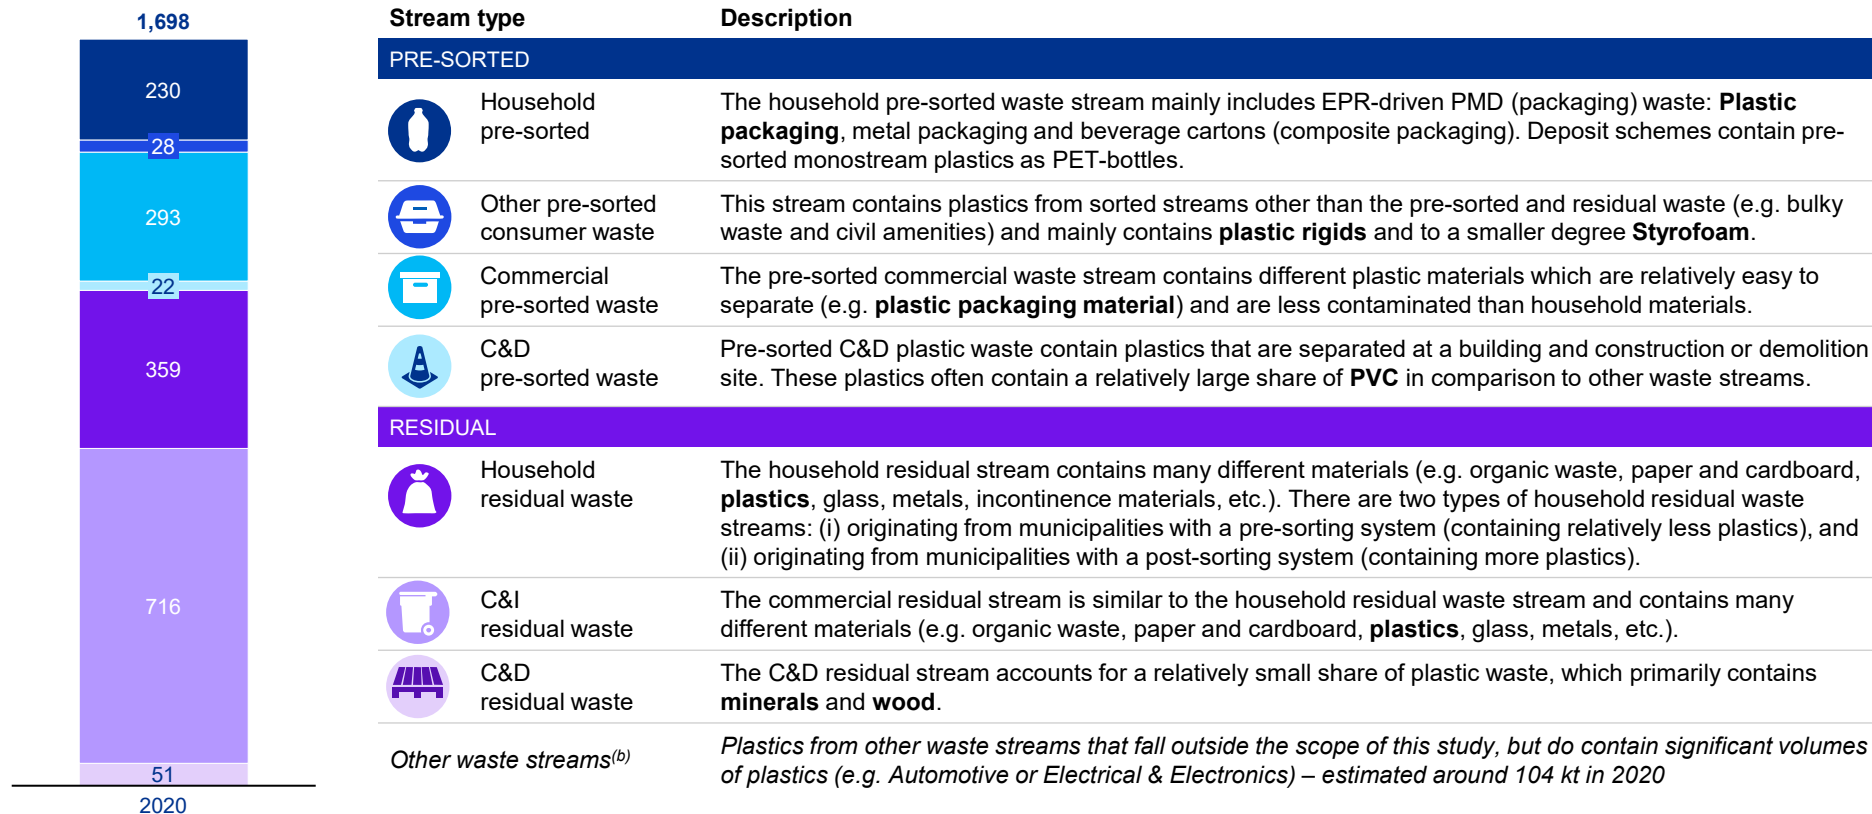 1,698
230
28
293
22
359
716
51
2020
Stream type
Description
PRE-SORTED
Household
pre-sorted
The household pre-sorted waste stream mainly includes EPR-driven PMD (packaging) waste: Plastic
packaging, metal packaging and beverage cartons (composite packaging). Deposit schemes contain pre-
sorted monostream plastics as PET-bottles.
Other pre-sorted
consumer waste
This stream contains plastics from sorted streams other than the pre-sorted and residual waste (e.g. bulky
waste and civil amenities) and mainly contains plastic rigids and to a smaller degree Styrofoam.
Commercial
pre-sorted waste
The pre-sorted commercial waste stream contains different plastic materials which are relatively easy to
separate (e.g. plastic packaging material) and are less contaminated than household materials.
C&D
pre-sorted waste
Pre-sorted C&D plastic waste contain plastics that are separated at a building and construction or demolition
site. These plastics often contain a relatively large share of PVC in comparison to other waste streams.
RESIDUAL
Household
residual waste
The household residual stream contains many different materials (e.g. organic waste, paper and cardboard,
plastics, glass, metals, incontinence materials, etc.). There are two types of household residual waste
streams: (i) originating from municipalities with a pre-sorting system (containing relatively less plastics), and
(ii) originating from municipalities with a post-sorting system (containing more plastics).
C&I
residual waste
The commercial residual stream is similar to the household residual waste stream and contains many
different materials (e.g. organic waste, paper and cardboard, plastics, glass, metals, etc.).
C&D
residual waste
The C&D residual stream accounts for a relatively small share of plastic waste, which primarily contains
minerals and wood.
Other waste streams(b)
Plastics from other waste streams that fall outside the scope of this study, but do contain significant volumes
of plastics (e.g. Automotive or Electrical & Electronics) – estimated around 104 kt in 2020